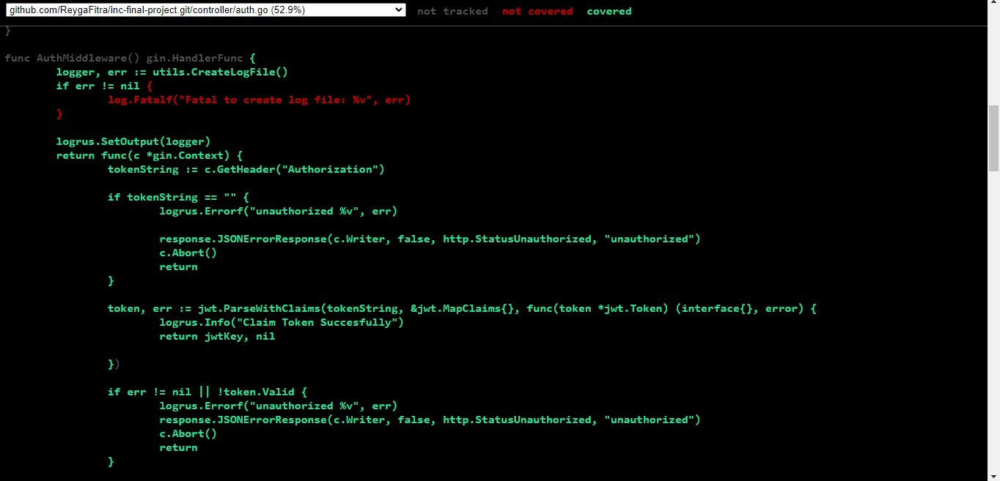 github.com/ReygaFitra/inc-final-project.git/controller/auth.go (52.9%) not tracked not covered covered
}
func AuthMiddleware() gin.HandlerFunc {
logger, err := utils.CreateLogFile()
if err != nil {
log.Fatalf("Fatal to create log file: %v", err)
}
logrus.SetOutput(logger)
return func(c *gin.Context) {
tokenString := c.GetHeader("Authorization")
if tokenString == "" {
logrus.Errorf("unauthorized %v", err)
response.JSONErrorResponse(c.Writer, false, http.StatusUnauthorized, "unauthorized")
c.Abort()
return
}
token, err := jwt.ParseWithClaims(tokenString, &jwt.MapClaims{}, func(token *jwt.Token) (interface{}, error) {
logrus.Info("Claim Token Succesfully")
return jwtKey, nil
})
if err != nil || !token.Valid {
logrus.Errorf("unauthorized %v", err)
response.JSONErrorResponse(c.Writer, false, http.StatusUnauthorized, "unauthorized")
c.Abort()
return
}